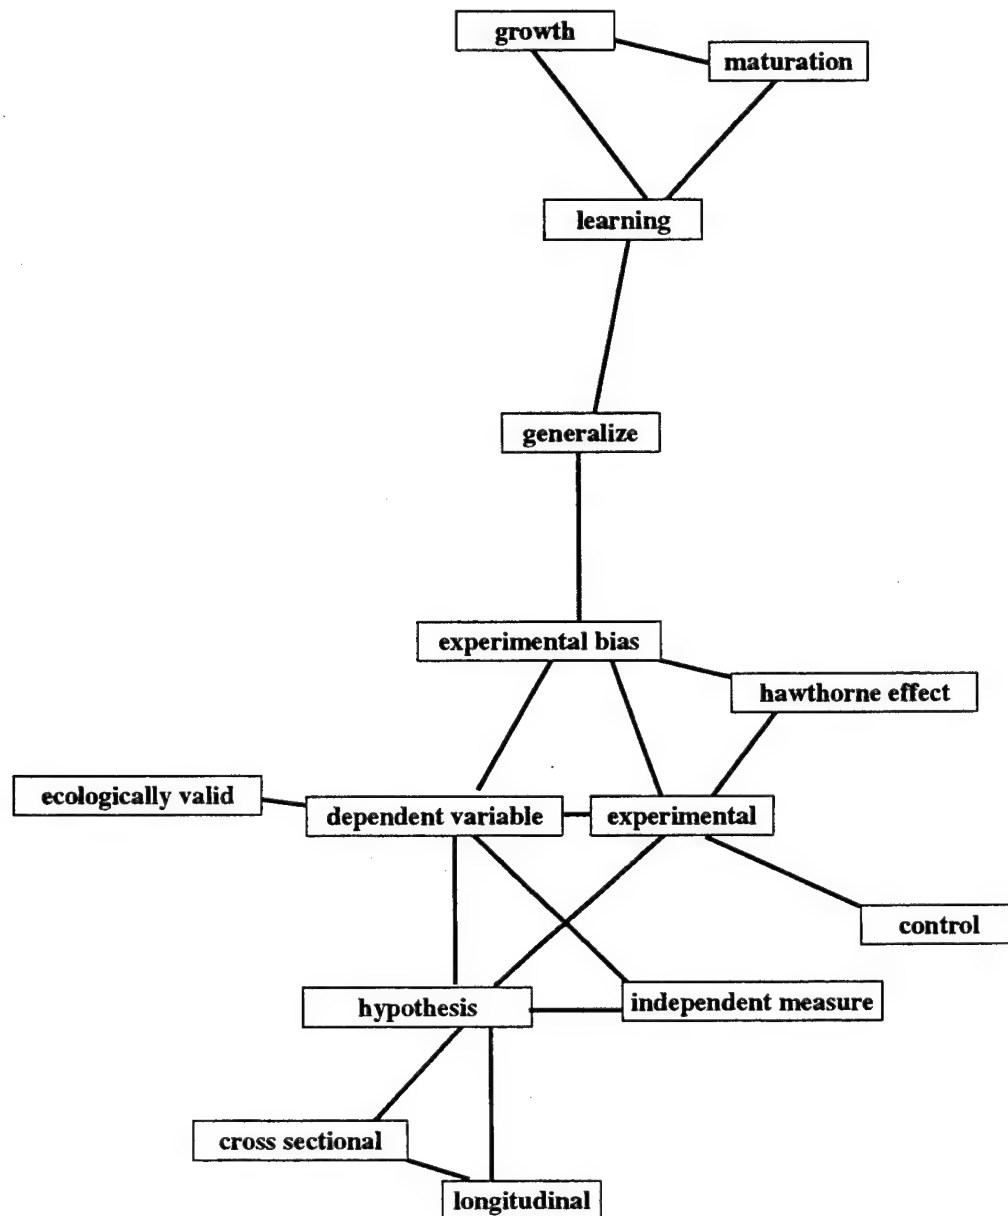 growth
maturation
learning
generalize
experimental bias
hawthorne effect
ecologically valid
dependent variable
experimental
control
hypothesis
independent measure
cross sectional
longitudinal